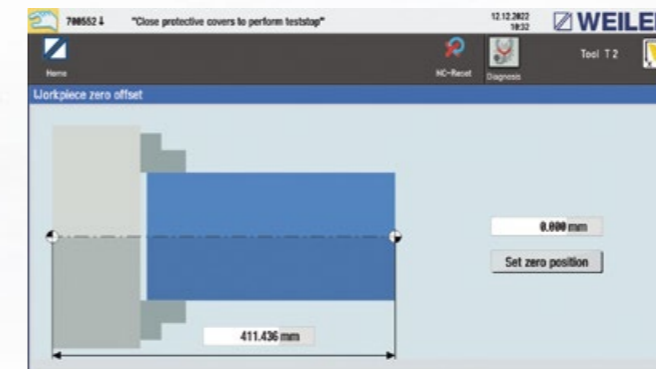 700552 ↓ "Close protective covers to perform teststop" 12.12.2022 WEILER
10:32
Home NC-Reset Diagnosis Tool T 2
Workpiece zero offset
0.000 mm
Set zero position
411.436 mm